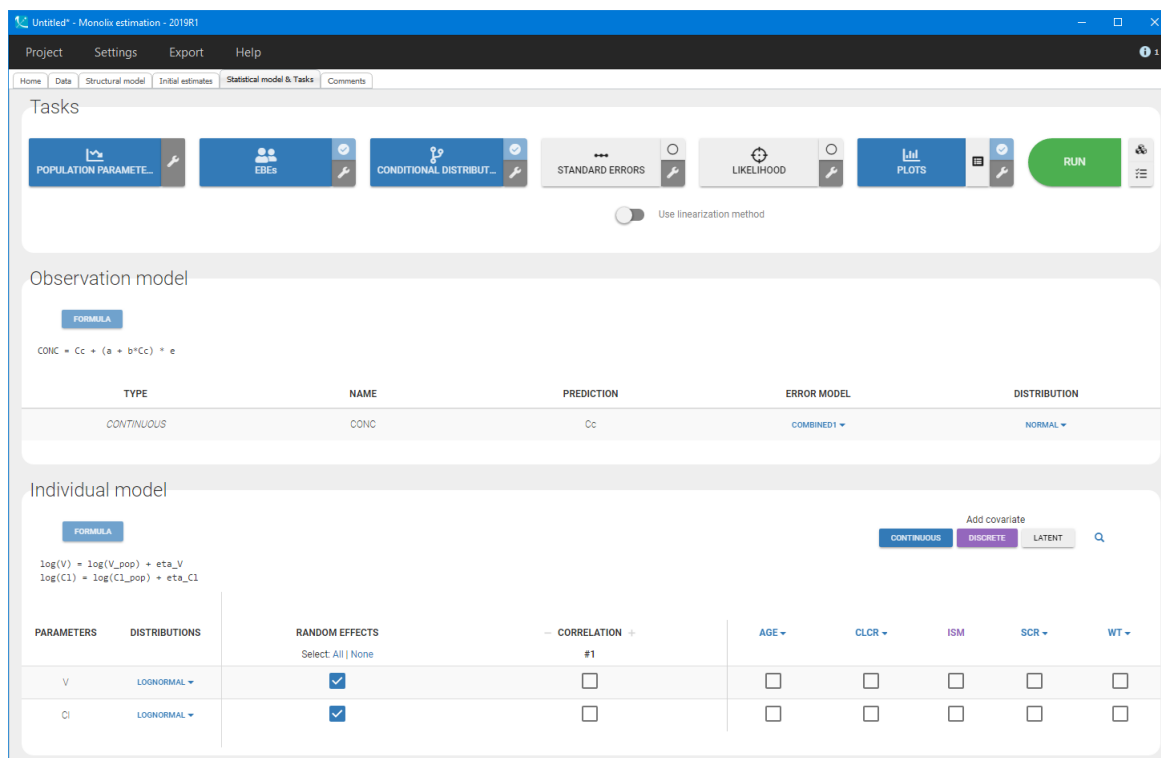 Untitled* - Monolix estimation - 2019R1
Project Settings Export Help 1
Home Data Structural model Initial estimates Statistical model & Tasks Comments
Tasks
POPULATION PARAMETE... EBEs CONDITIONAL DISTRIBUT... STANDARD ERRORS LIKELIHOOD PLOTS RUN
Use linearization method
Observation model
FORMULA
CONC = Cc + (a + b*Cc) * e
TYPE NAME PREDICTION ERROR MODEL DISTRIBUTION
CONTINUOUS CONC Cc COMBINED1 NORMAL
Individual model
Add covariate
FORMULA CONTINUOUS DISCRETE LATENT
log(V) = log(V_pop) + eta_V
log(Cl) = log(Cl_pop) + eta_Cl
PARAMETERS DISTRIBUTIONS RANDOM EFFECTS – CORRELATION + AGE CLCR ISM SCR WT
Select: All | None #1
V LOGNORMAL
Cl LOGNORMAL